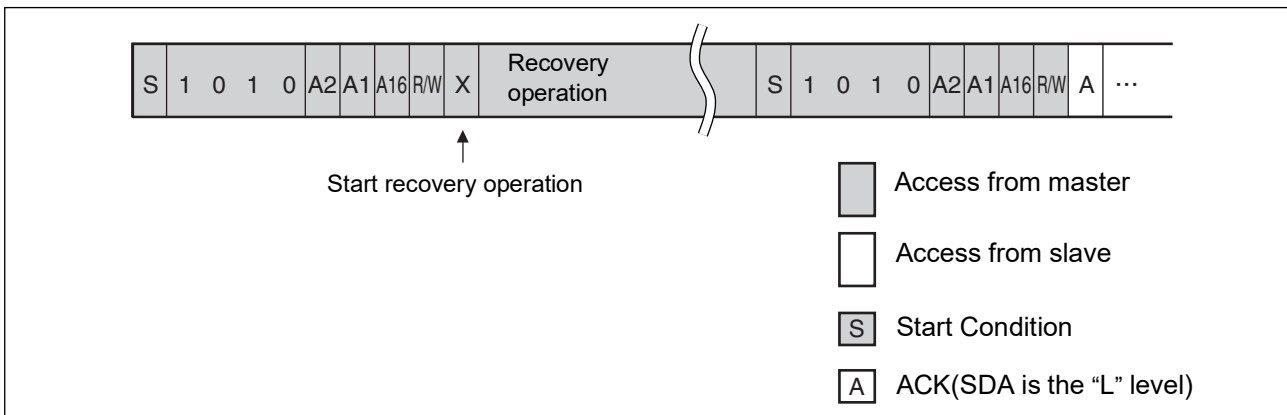 S 1 0 1 0 A2 A1 A16 R/W X Recovery operation S 1 0 1 0 A2 A1 A16 R/W A ...
Start recovery operation
Access from master
Access from slave
S Start Condition
A ACK(SDA is the “L” level)